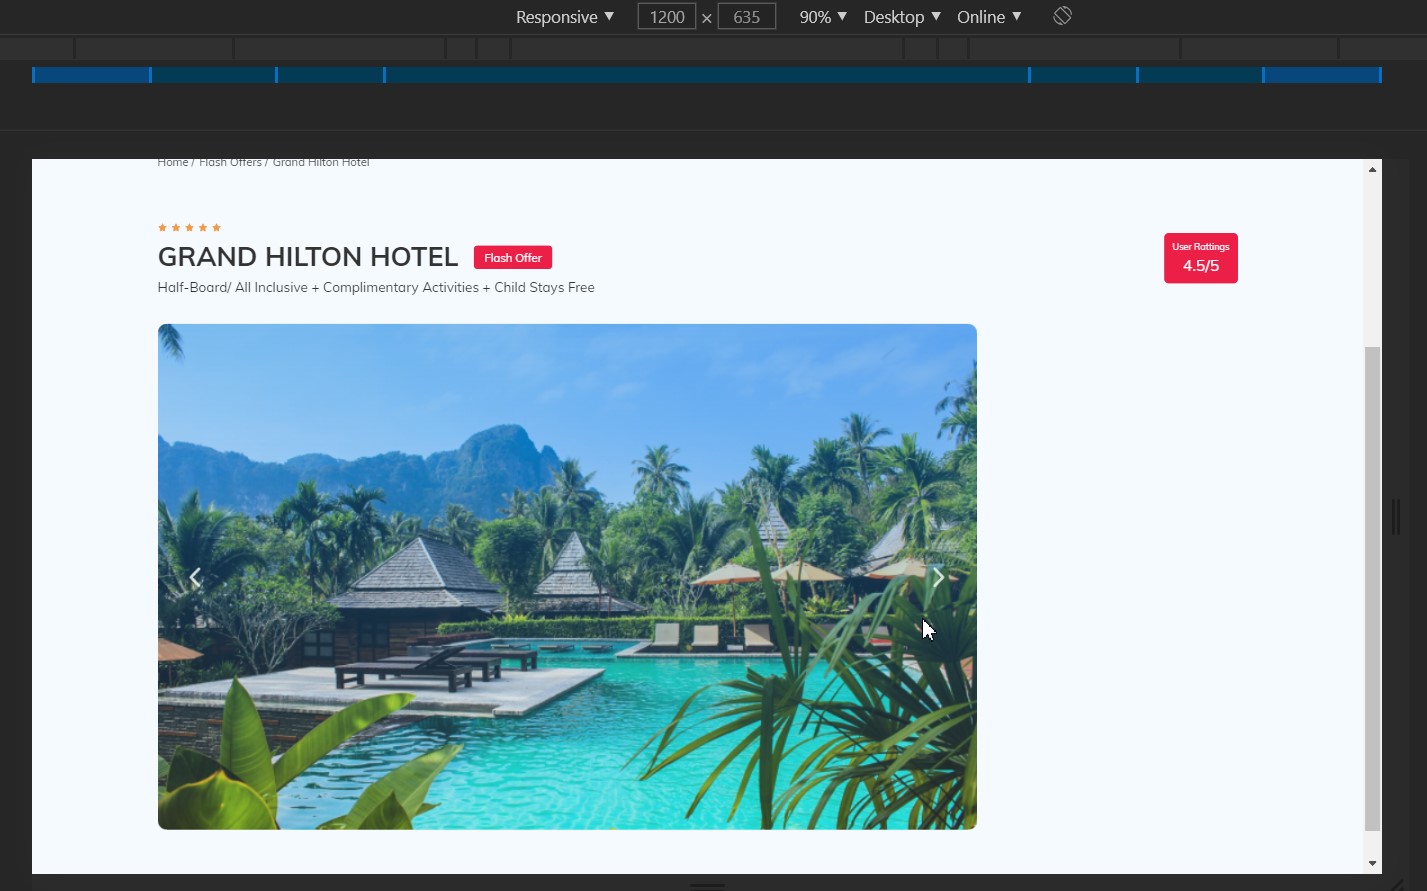 Responsive 1200 × 635 90% Desktop Online
Home / Flash Offers / Grand Hilton Hotel
GRAND HILTON HOTEL Flash Offer
Half-Board/ All Inclusive + Complimentary Activities + Child Stays Free
User Rattings
4.5/5